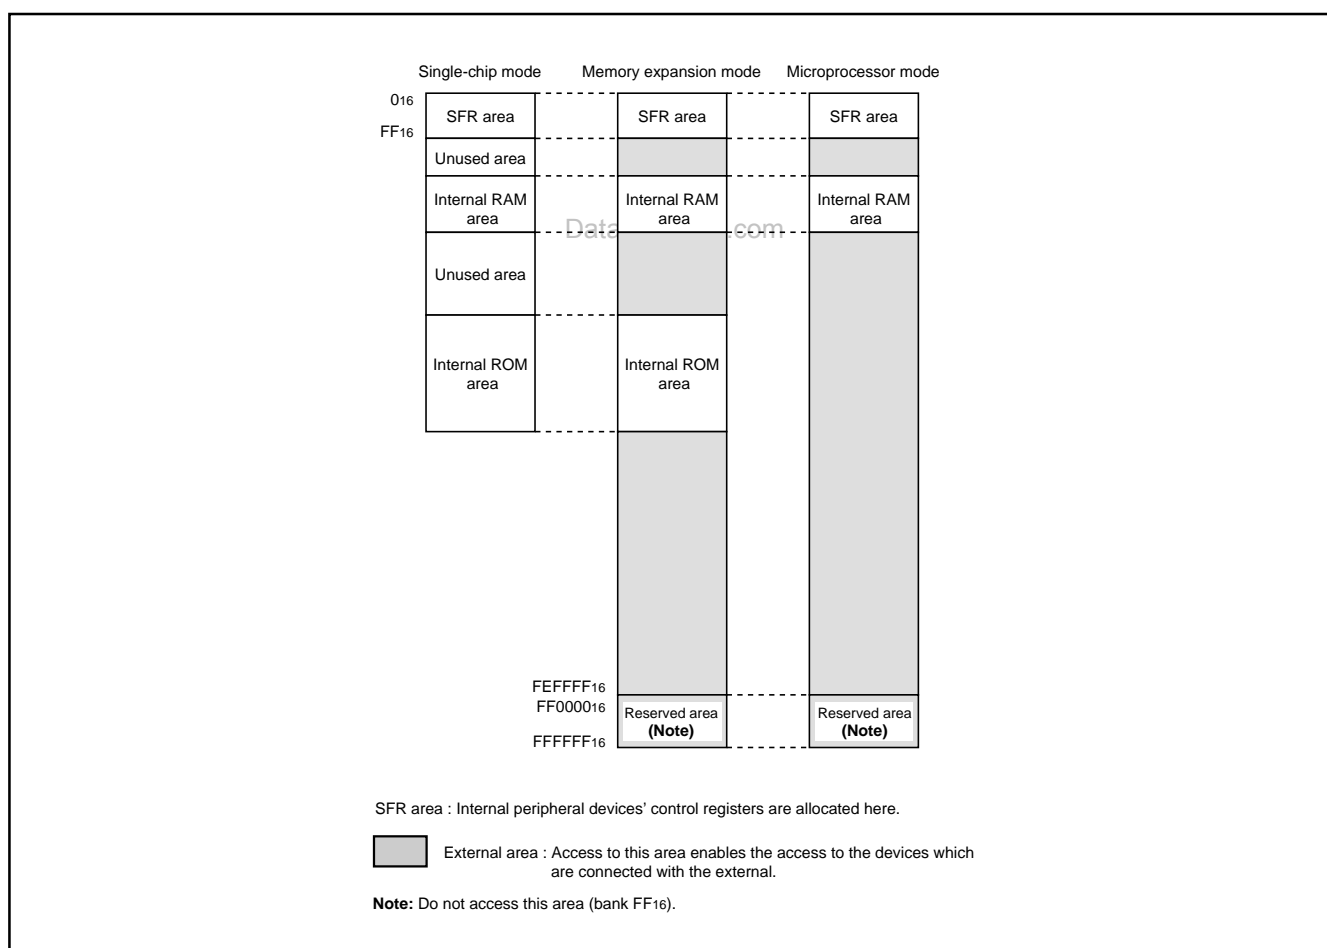 Single-chip mode Memory expansion mode Microprocessor mode
016
SFR area SFR area SFR area
FF16
Unused area
Internal RAM area Internal RAM area Internal RAM area
Data .com
Unused area
Internal ROM area Internal ROM area
FEFFFF16
FF000016
Reserved area (Note) Reserved area (Note)
FFFFFF16
SFR area : Internal peripheral devices’ control registers are allocated here.
External area : Access to this area enables the access to the devices which
are connected with the external.
Note: Do not access this area (bank FF16).